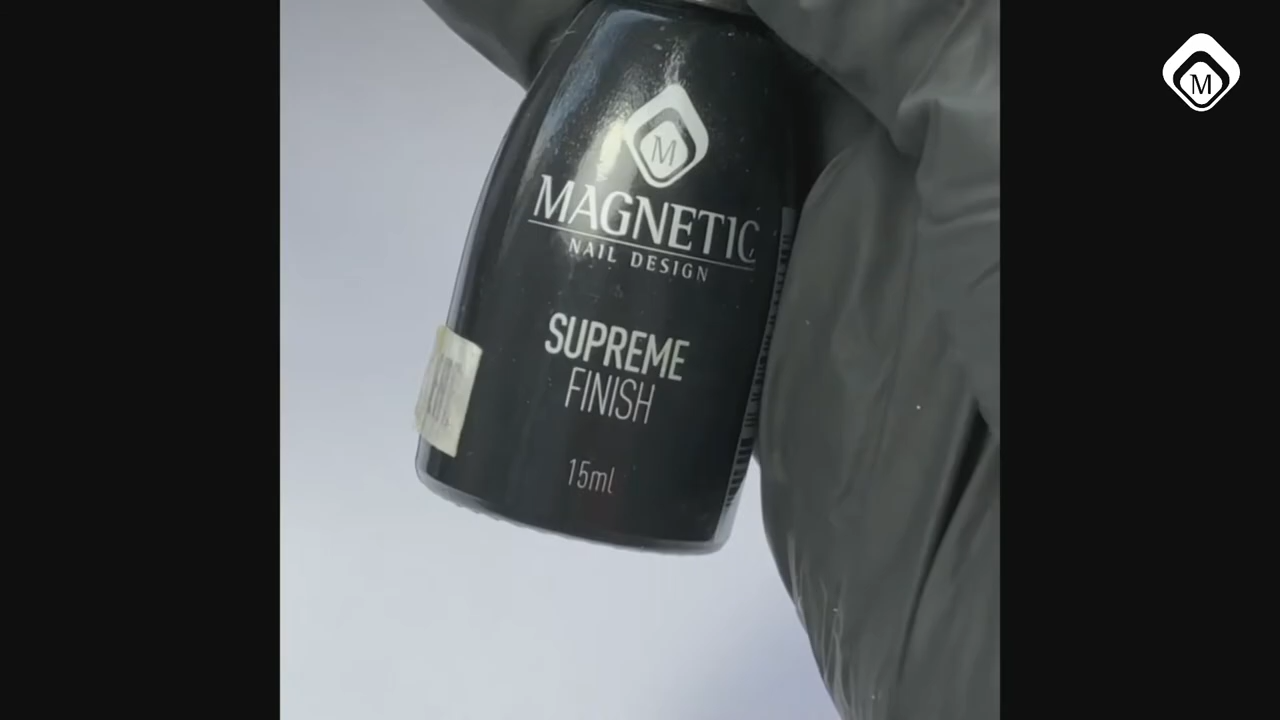 M
M
MAGNETIC
NAIL DESIGN
SUPREME
FINISH
15ml